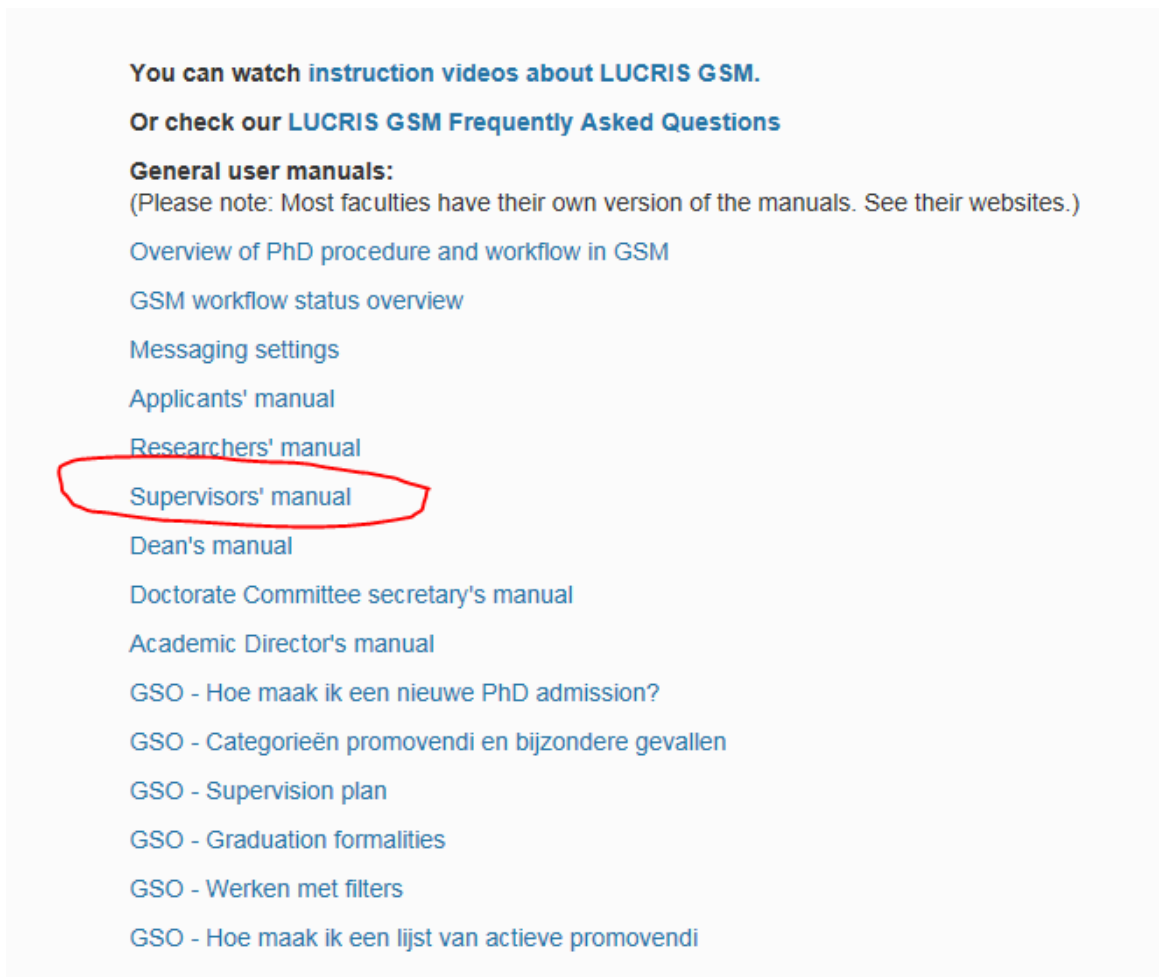 You can watch instruction videos about LUCRIS GSM.
Or check our LUCRIS GSM Frequently Asked Questions
General user manuals:
(Please note: Most faculties have their own version of the manuals. See their websites.)
Overview of PhD procedure and workflow in GSM
GSM workflow status overview
Messaging settings
Applicants' manual
Researchers' manual
Supervisors' manual
Dean's manual
Doctorate Committee secretary's manual
Academic Director's manual
GSO - Hoe maak ik een nieuwe PhD admission?
GSO - Categorieën promovendi en bijzondere gevallen
GSO - Supervision plan
GSO - Graduation formalities
GSO - Werken met filters
GSO - Hoe maak ik een lijst van actieve promovendi